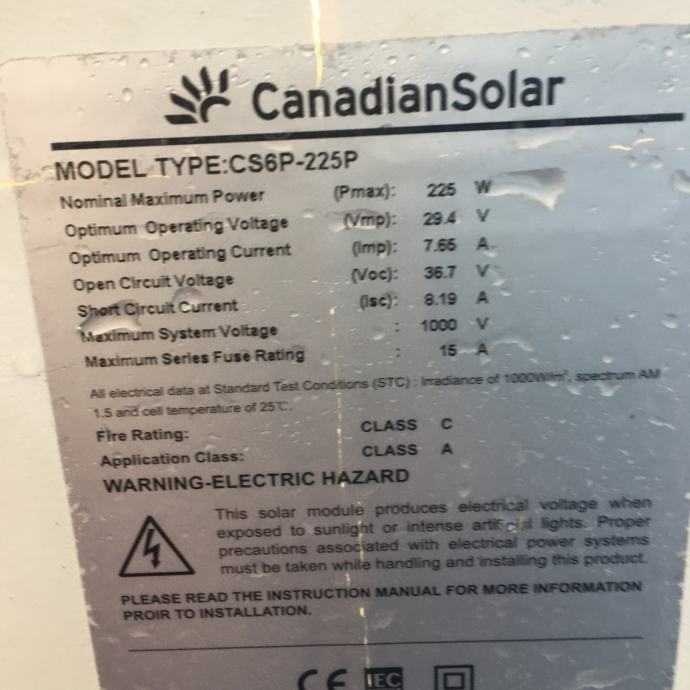 CanadianSolar
MODEL TYPE:CS6P-225P
Nominal Maximum Power (Pmax): 225 W
Optimum Operating Voltage (Vmp): 29.4 V
Optimum Operating Current (Imp): 7.65 A
Open Circuit Voltage (Voc): 36.7 V
Short Circuit Current (Isc): 8.19 A
Maximum System Voltage : 1000 V
Maximum Series Fuse Rating : 15 A
All electrical data at Standard Test Conditions (STC) : Irradiance of 1000W/m², spectrum AM
1.5 and cell temperature of 25℃.
Fire Rating: CLASS C
Application Class: CLASS A
WARNING-ELECTRIC HAZARD
This solar module produces electrical voltage when
exposed to sunlight or intense artificial lights. Proper
precautions associated with electrical power systems
must be taken while handling and installing this product.
PLEASE READ THE INSTRUCTION MANUAL FOR MORE INFORMATION
PROIR TO INSTALLATION.
CE IEC